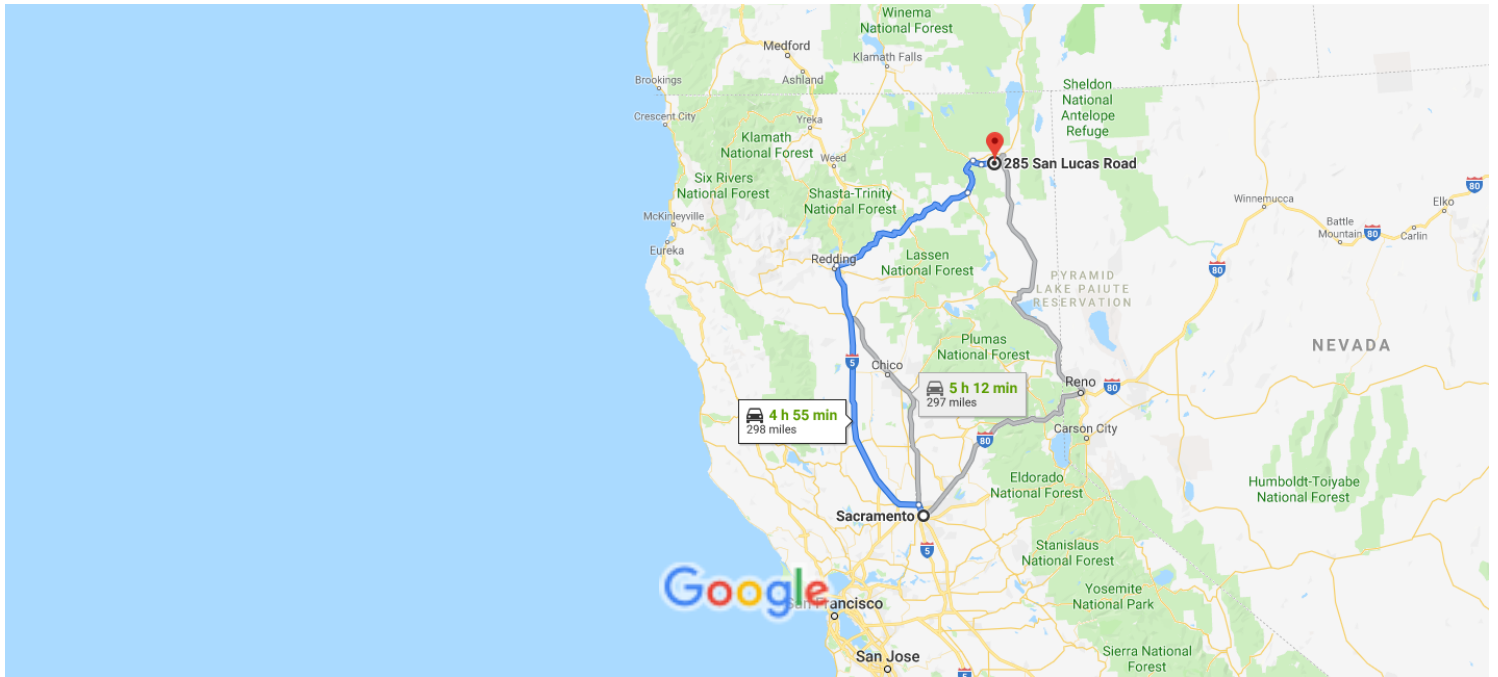 Winema
National Forest
Medford
Klamath Falls
Ashland
Brookings
Sheldon
National
Antelope
Refuge
Crescent City
Yreka
Klamath
National Forest
Weed
285 San Lucas Road
Six Rivers
National Forest
Shasta-Trinity
National Forest
80
Elko
Winnemucca
McKinleyville
Battle
Mountain
80
Carlin
80
Eureka
Redding
Lassen
National Forest
80
PYRAMID
LAKE PAIUTE
RESERVATION
Plumas
National Forest
NEVADA
5
Chico
5 h 12 min
297 miles
Reno
80
4 h 55 min
298 miles
Carson City
80
Eldorado
National Forest
Humboldt-Toiyabe
National Forest
Sacramento
5
Stanislaus
National Forest
Google
San Francisco
Yosemite
National Park
San Jose
Sierra National
Forest
5